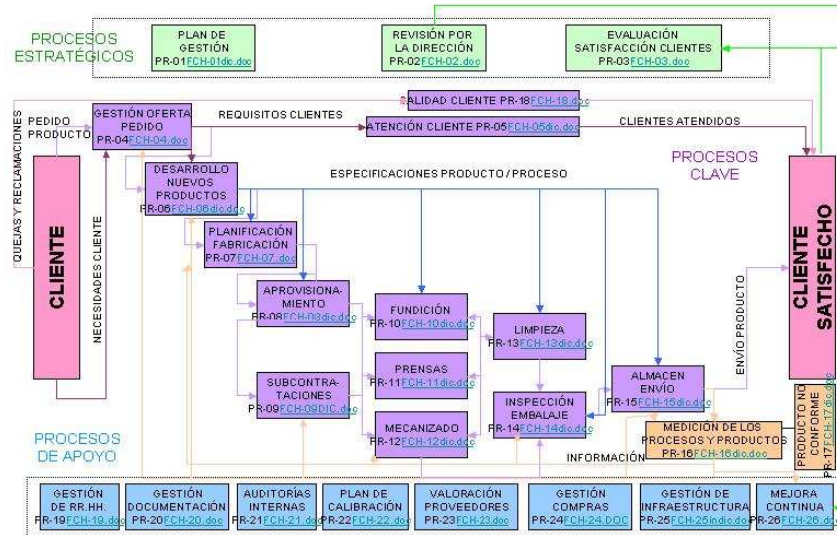 PROCESOS
ESTRATÉGICOS
PLAN DE
GESTIÓN
PR-01FCH-01dic.doc
REVISIÓN POR
LA DIRECCIÓN
PR-02FCH-02.doc
EVALUACIÓN
SATISFACCIÓN CLIENTES
PR-03FCH-03.doc
CALIDAD CLIENTE PR-18FCH-18.doc
PEDIDO
PRODUCTO
GESTIÓN OFERTA
PEDIDO
PR-04FCH-04.doc
REQUISITOS CLIENTES
ATENCIÓN CLIENTE PR-05FCH-05dic.doc
CLIENTES ATENDIDOS
QUEJAS Y RECLAMACIONES
CLIENTE
NECESIDADES CLIENTE
PROCESOS
CLAVE
DESARROLLO
NUEVOS
PRODUCTOS
PR-06FCH-06dic.doc
ESPECIFICACIONES PRODUCTO / PROCESO
CLIENTE
SATISFECHO
PLANIFICACIÓN
FABRICACIÓN
PR-07FCH-07.doc
APROVISIONA-
MIENTO
PR-08FCH-08dic.doc
FUNDICIÓN
PR-10FCH-10dic.doc
LIMPIEZA
PR-13FCH-13dic.doc
ENVÍO PRODUCTO
SUBCONTRA-
TACIONES
PR-09FCH-09DIC.doc
PRENSAS
PR-11FCH-11dic.doc
INSPECCIÓN
EMBALAJE
PR-14FCH-14dic.doc
ALMACEN
ENVÍO
PR-15FCH-15dic.doc
MECANIZADO
PR-12FCH-12dic.doc
MEDICIÓN DE LOS
PROCESOS Y PRODUCTOS
PR-16FCH-16dic.doc
PRODUCTO NO
CONFORME
PR-17FCH-17dic.doc
PROCESOS
DE APOYO
INFORMACIÓN
GESTIÓN
DE RR.HH.
PR-19FCH-19.doc
GESTIÓN
DOCUMENTACIÓN
PR-20FCH-20.doc
AUDITORÍAS
INTERNAS
PR-21FCH-21.doc
PLAN DE
CALIBRACIÓN
PR-22FCH-22.doc
VALORACIÓN
PROVEEDORES
PR-23FCH-23.doc
GESTIÓN
COMPRAS
PR-24FCH-24.DOC
GESTIÓN DE
INFRAESTRUCTURA
PR-25FCH-25indic.doc
MEJORA
CONTINUA
PR-26FCH-26.doc